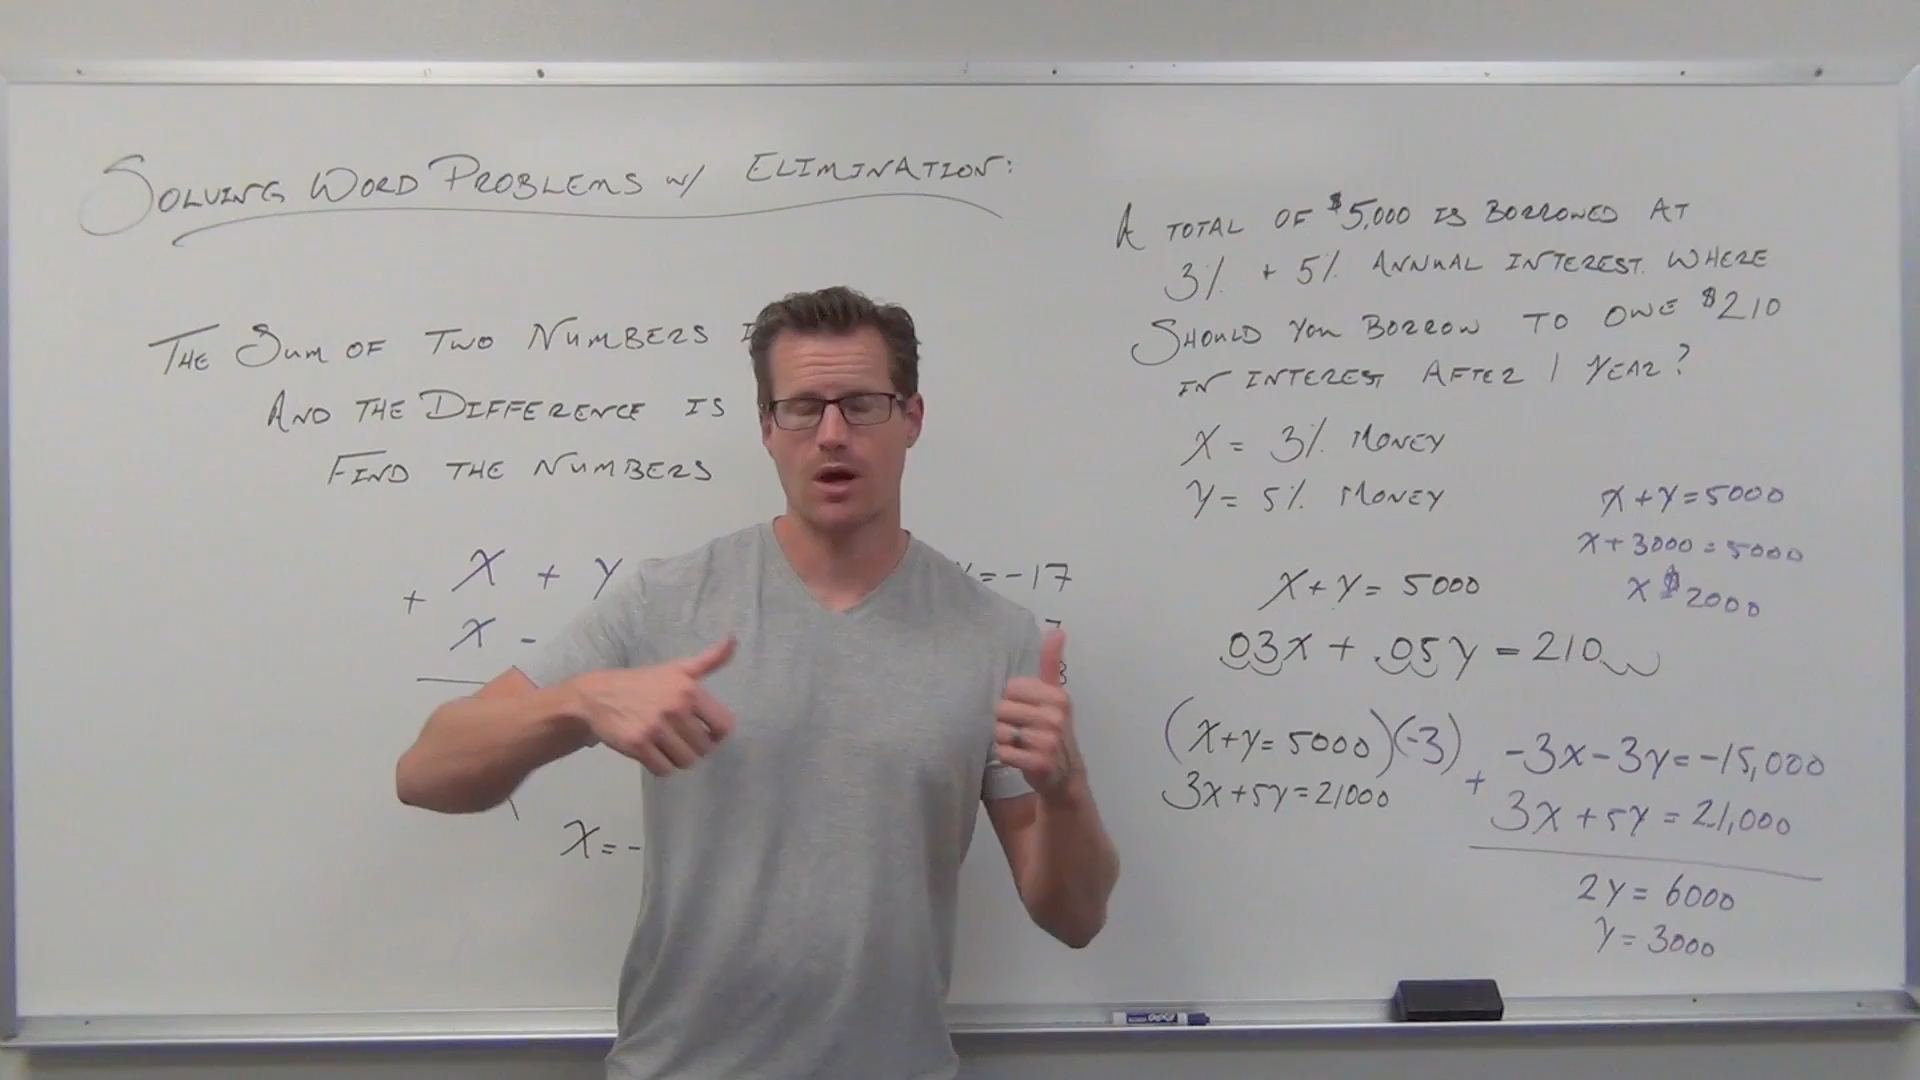 SOLVING WORD PROBLEMS W/ ELIMINATION:
THE SUM OF TWO NUMBERS
AND THE DIFFERENCE IS
FIND THE NUMBERS
+ X + Y
X -
Y = -17
X = -
A TOTAL OF $5,000 IS BORROWED AT
3% + 5% ANNUAL INTEREST. WHERE
SHOULD YOU BORROW TO OWE $210
IN INTEREST AFTER 1 YEAR?
X = 3% MONEY
Y = 5% MONEY
X + Y = 5000
.03X + .05Y = 210
(X+Y = 5000)(-3)
3X+5Y=21000
X + Y = 5000
X + 3000 = 5000
X $2000
+ -3X-3Y=-15,000
3X+5Y=21,000
2Y = 6000
Y = 3000
EXPO